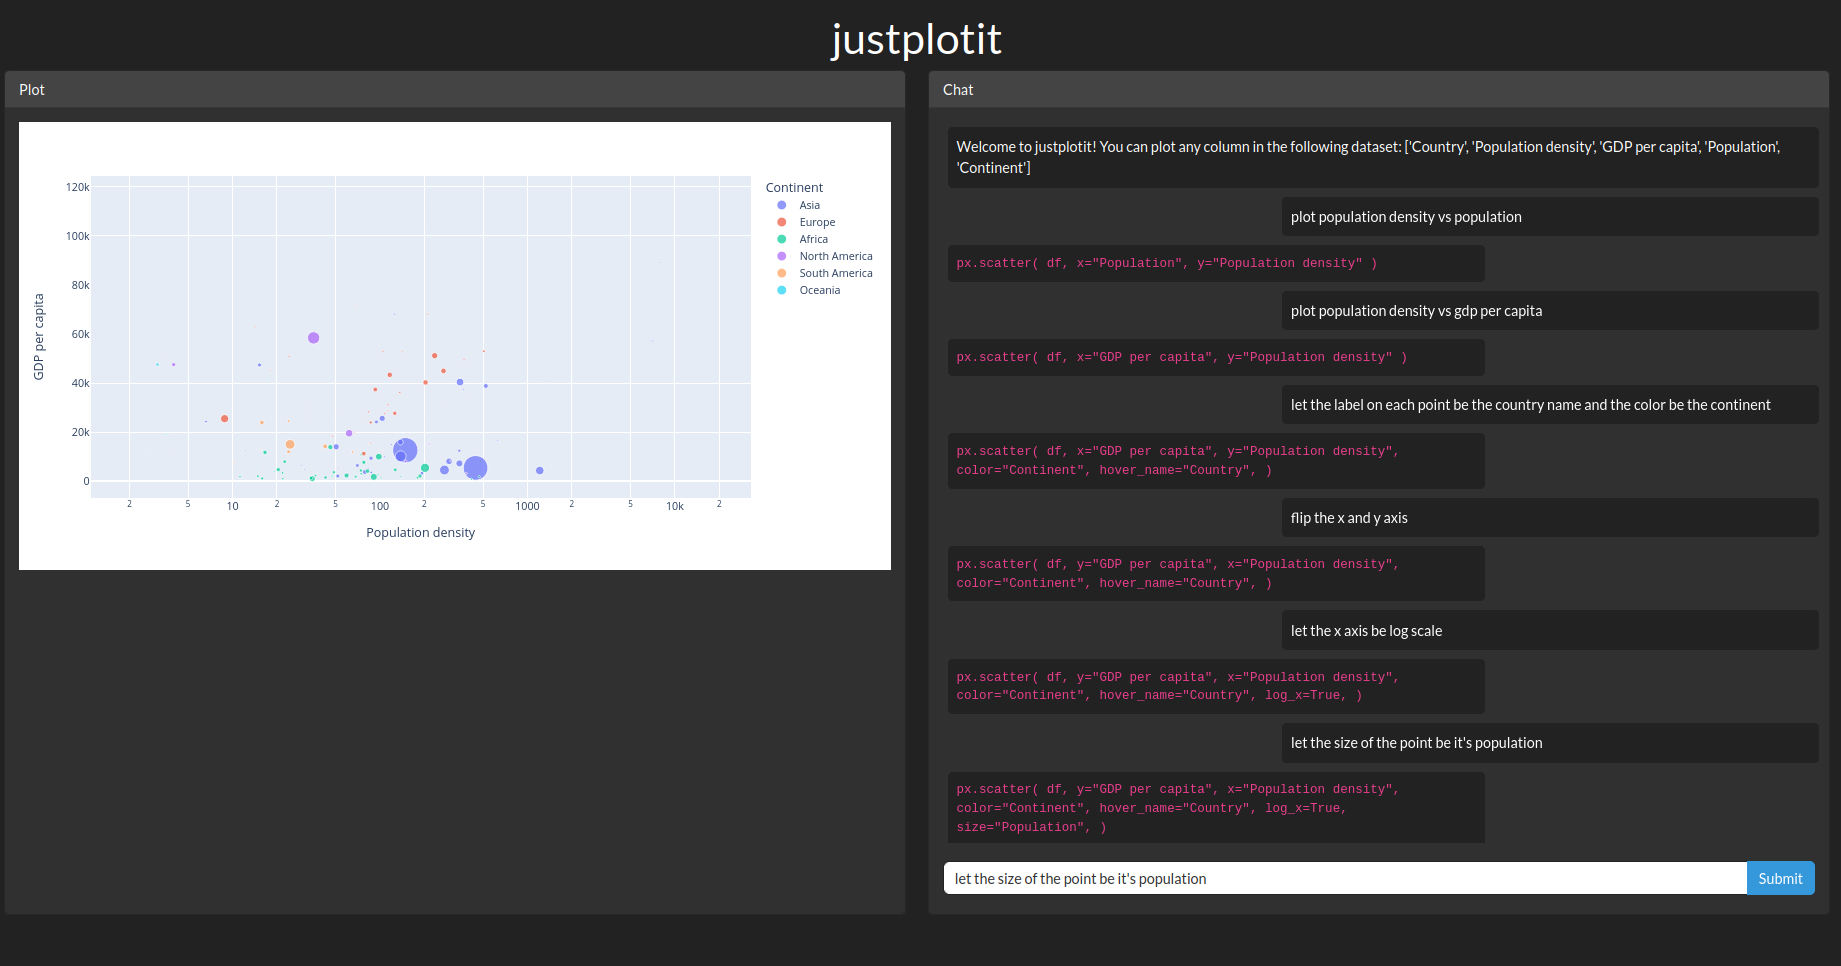 justplotit
Plot
120k
100k
80k
60k
40k
20k
0
GDP per capita
2
5
10
2
5
100
2
5
1000
2
5
10k
2
Population density
Continent
Asia
Europe
Africa
North America
South America
Oceania
Chat
Welcome to justplotit! You can plot any column in the following dataset: ['Country', 'Population density', 'GDP per capita', 'Population',
'Continent']
plot population density vs population
px.scatter( df, x="Population", y="Population density" )
plot population density vs gdp per capita
px.scatter( df, x="GDP per capita", y="Population density" )
let the label on each point be the country name and the color be the continent
px.scatter( df, x="GDP per capita", y="Population density",
color="Continent", hover_name="Country", )
flip the x and y axis
px.scatter( df, y="GDP per capita", x="Population density",
color="Continent", hover_name="Country", )
let the x axis be log scale
px.scatter( df, y="GDP per capita", x="Population density",
color="Continent", hover_name="Country", log_x=True, )
let the size of the point be it's population
px.scatter( df, y="GDP per capita", x="Population density",
color="Continent", hover_name="Country", log_x=True,
size="Population", )
let the size of the point be it's population
Submit